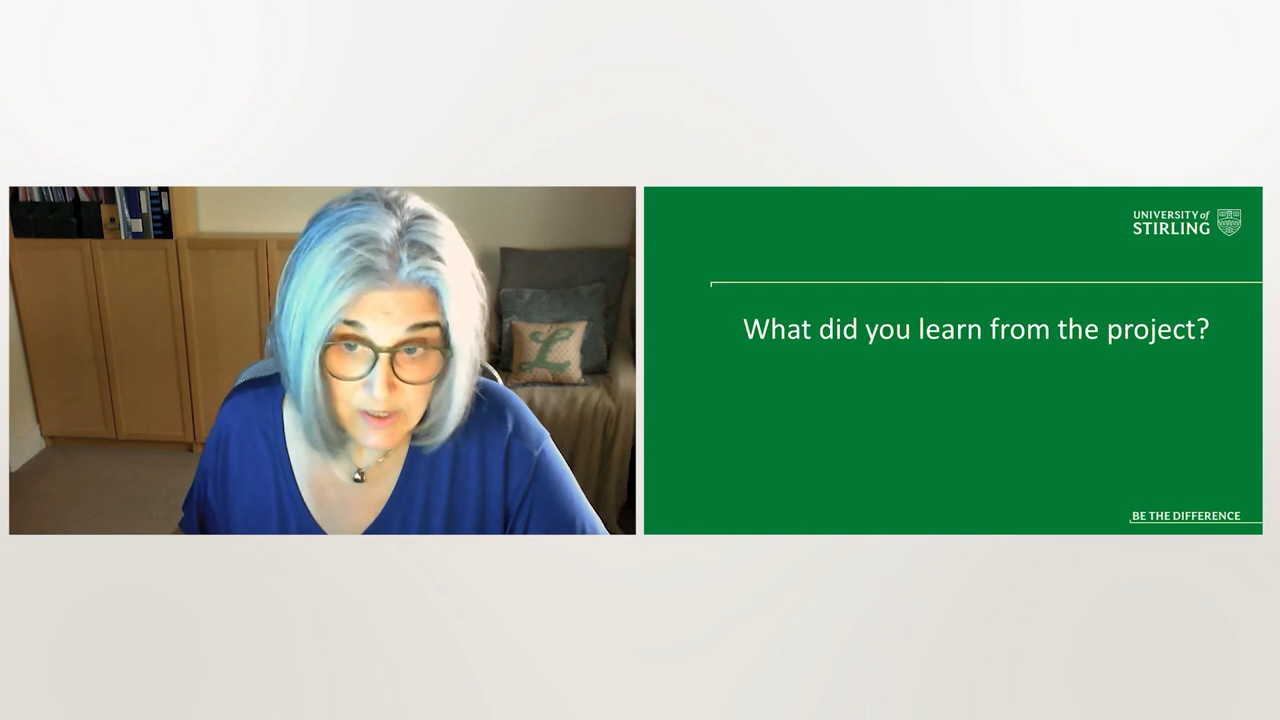 UNIVERSITY of
STIRLING
What did you learn from the project?
BE THE DIFFERENCE
L